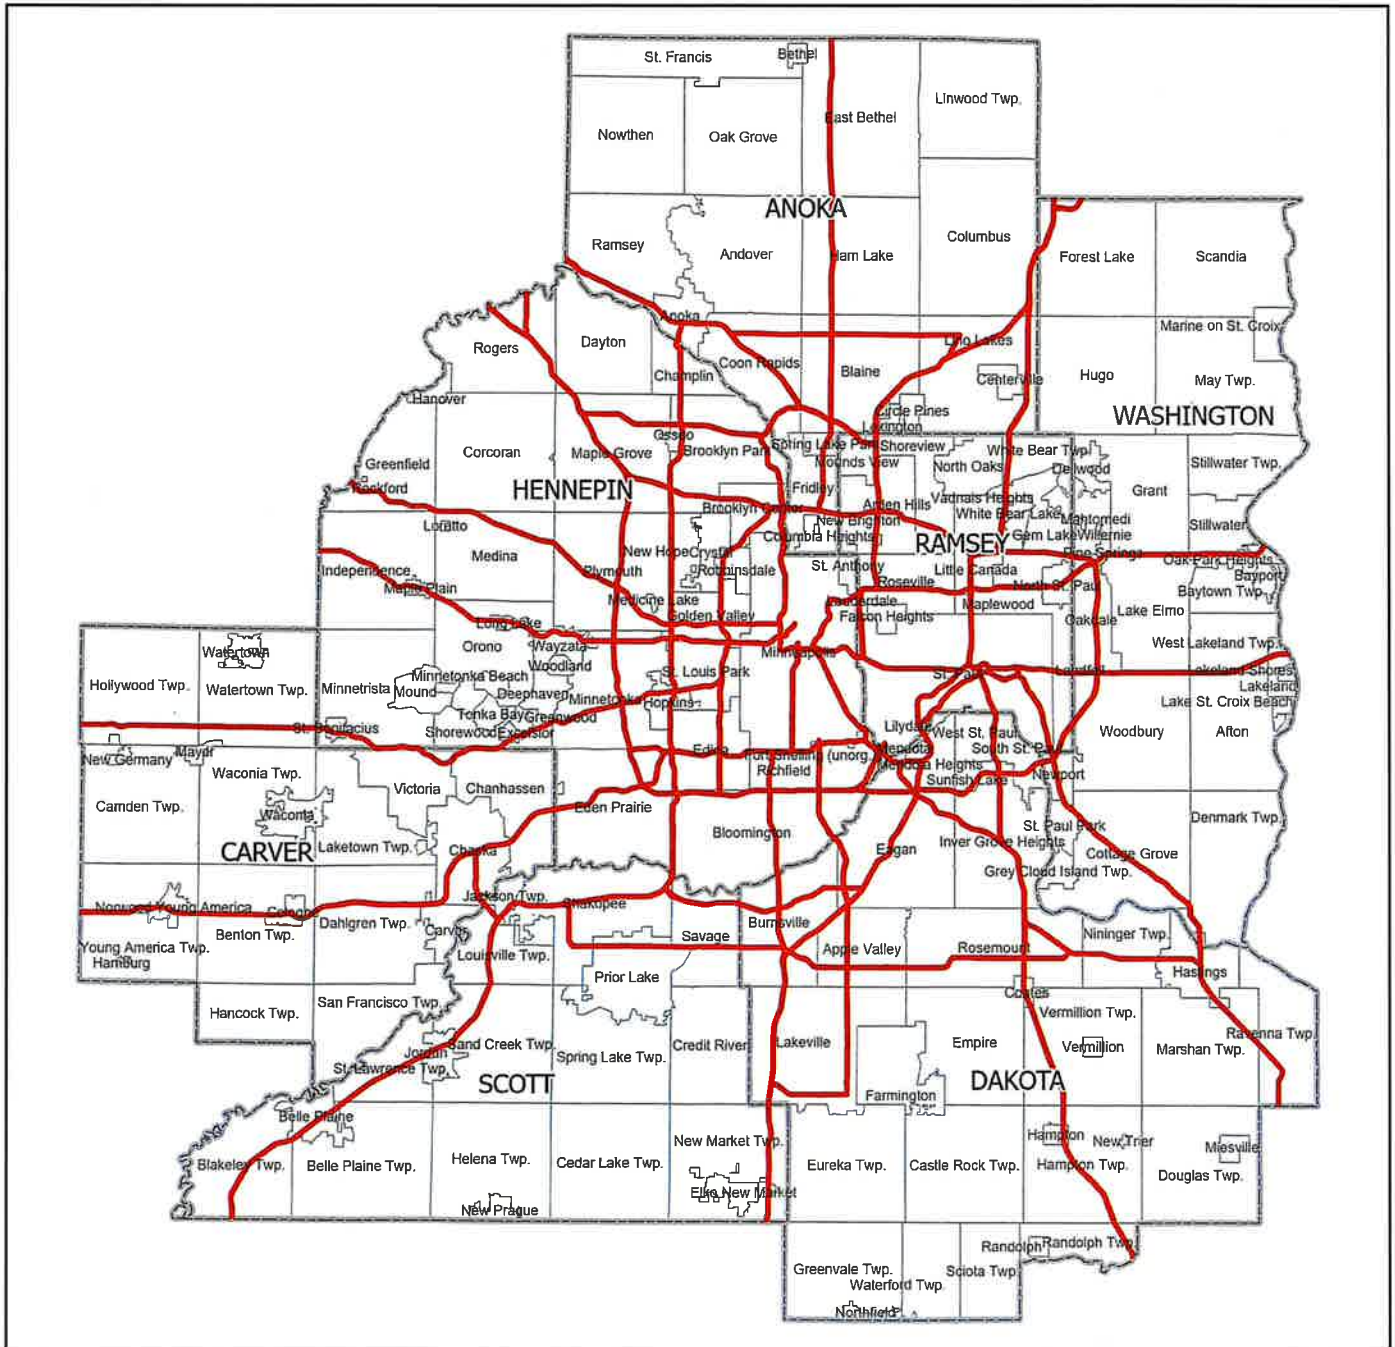 St. Francis
Bethel
Linwood Twp.
East Bethel
Nowthen
Oak Grove
ANOKA
Columbus
Ramsey
Andover
Ham Lake
Forest Lake
Scandia
Anoka
Marine on St. Croix
Lino Lakes
Dayton
Rogers
Coon Rapids
Blaine
Champlin
Centerville
Hugo
May Twp.
Hanover
Circle Pines
WASHINGTON
Lexington
Osseo
Spring Lake Park
Shoreview
Brooklyn Park
Maple Grove
Corcoran
White Bear Twp.
Greenfield
Mounds View
North Oaks
Dellwood
Stillwater Twp.
Rockford
HENNEPIN
Fridley
Grant
Vadnais Heights
Arden Hills
Brooklyn Center
White Bear Lake
New Brighton
Mahtomedi
Stillwater
Loretto
Columbia Heights
Gem Lake
Willernie
RAMSEY
New Hope
Crystal
Pine Springs
Medina
Oak Park Heights
St. Anthony
Independence
Plymouth
Robbinsdale
Little Canada
Bayport
Roseville
North St. Paul
Maple Plain
Baytown Twp.
Medicine Lake
Lauderdale
Maplewood
Lake Elmo
Golden Valley
Falcon Heights
Oakdale
Long Lake
West Lakeland Twp.
Orono
Wayzata
Watertown
Minneapolis
Woodland
St. Louis Park
St. Paul
Landfall
Lakeland Shores
Minnetonka Beach
Hollywood Twp.
Watertown Twp.
Minnetrista
Mound
Deephaven
Minnetonka
Hopkins
Lakeland
Lake St. Croix Beach
Tonka Bay
Greenwood
St. Bonifacius
Shorewood
Excelsior
Lilydale
West St. Paul
Woodbury
Afton
Mayer
Edina
Fort Snelling (unorg.)
Mendota
South St. Paul
New Germany
Richfield
Mendota Heights
Waconia Twp.
Sunfish Lake
Newport
Victoria
Chanhassen
Camden Twp.
Eden Prairie
Waconia
Denmark Twp.
St. Paul Park
Bloomington
Laketown Twp.
CARVER
Chaska
Eagan
Inver Grove Heights
Cottage Grove
Grey Cloud Island Twp.
Jackson Twp.
Shakopee
Norwood Young America
Cologne
Dahlgren Twp.
Burnsville
Carver
Benton Twp.
Savage
Nininger Twp.
Young America Twp.
Louisville Twp.
Apple Valley
Rosemount
Hamburg
Prior Lake
Hastings
San Francisco Twp.
Coates
Hancock Twp.
Vermillion Twp.
Ravenna Twp.
Jordan
Sand Creek Twp.
Credit River
Lakeville
Empire
Vermillion
Marshan Twp.
Spring Lake Twp.
St. Lawrence Twp.
SCOTT
DAKOTA
Farmington
Belle Plaine
Hampton
New Market Twp.
New Trier
Miesville
Blakeley Twp.
Belle Plaine Twp.
Helena Twp.
Cedar Lake Twp.
Eureka Twp.
Castle Rock Twp.
Hampton Twp.
Douglas Twp.
Elko New Market
New Prague
Randolph
Randolph Twp.
Greenvale Twp.
Sciota Twp.
Waterford Twp.
Northfield